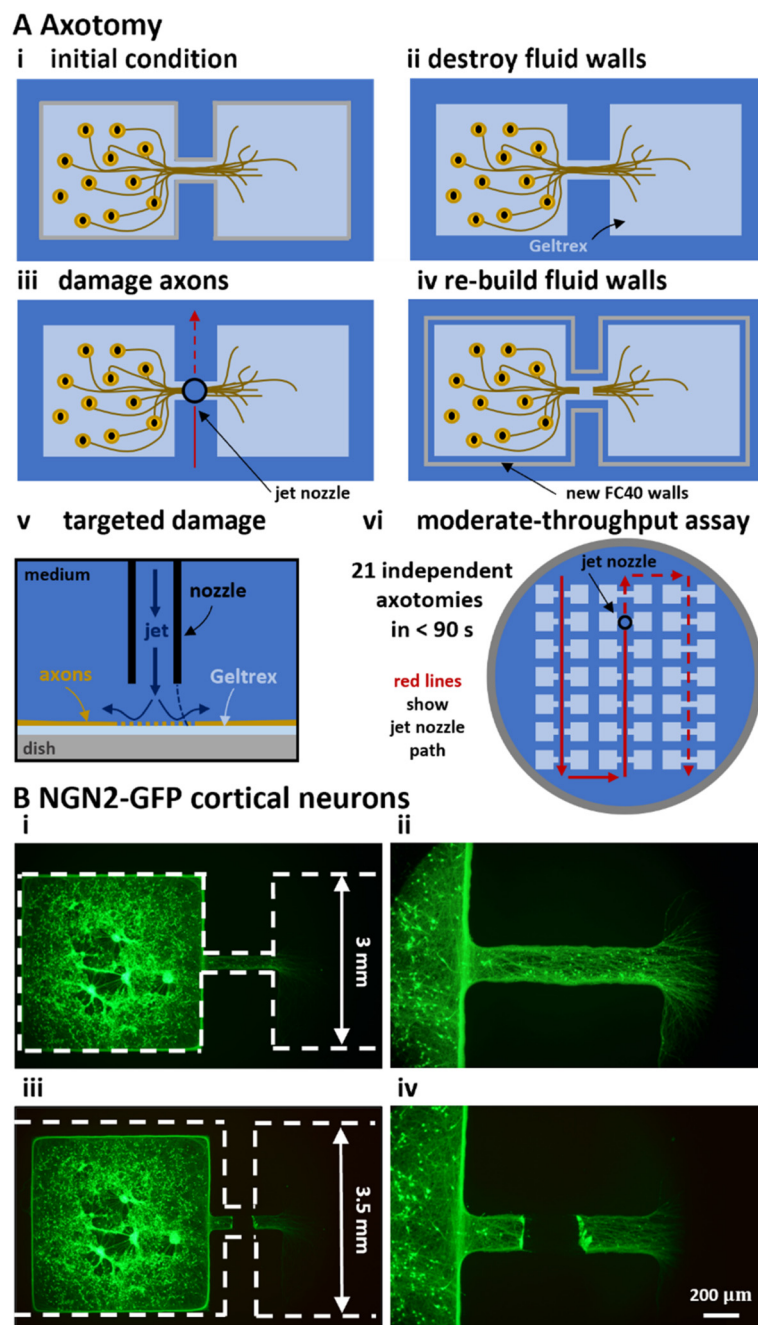 A Axotomy
i initial condition
ii destroy fluid walls
Geltrex
iii damage axons
iv re-build fluid walls
jet nozzle
new FC40 walls
v targeted damage
vi moderate-throughput assay
medium
nozzle
jet
axons
Geltrex
dish
jet nozzle
21 independent
axotomies
in < 90 s
red lines
show
jet nozzle
path
B NGN2-GFP cortical neurons
i
ii
3 mm
iii
iv
3.5 mm
200 µm